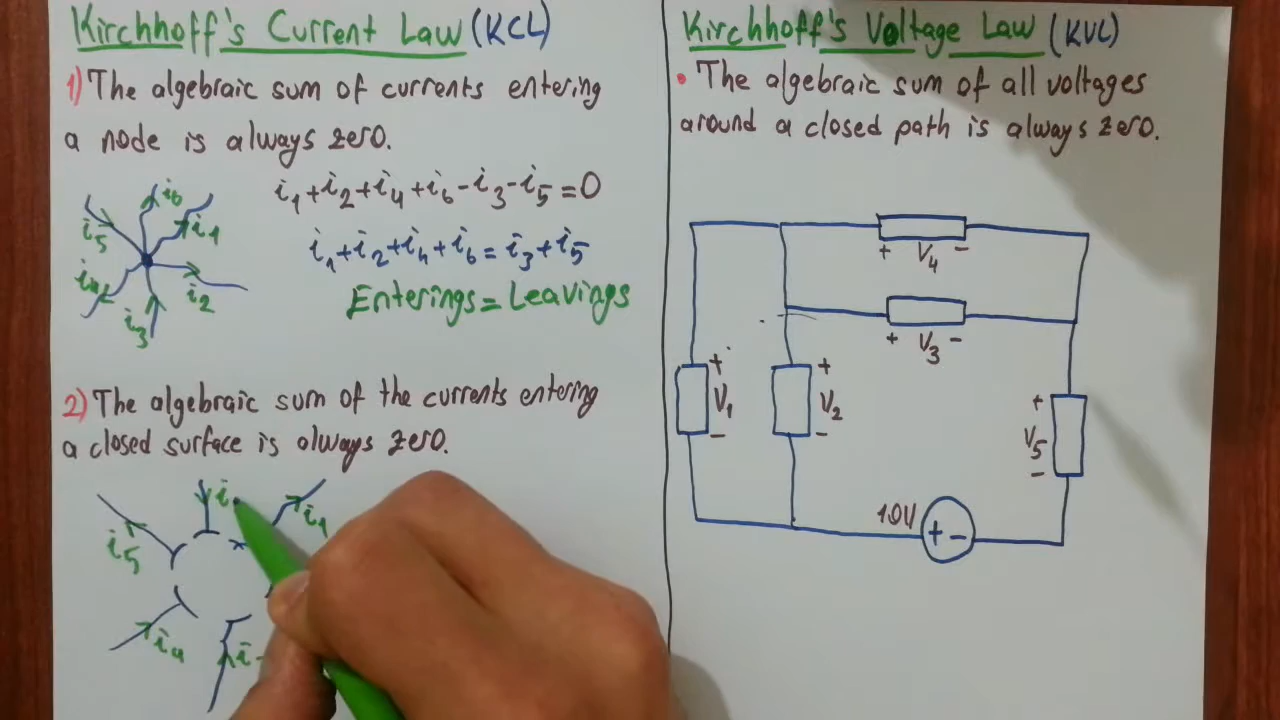 Kirchhoff's Current Law (KCL)
1) The algebraic sum of currents entering
a node is always zero.
i₁+i₂+i₄+i₆-i₃-i₅=0
i₁+i₂+i₄+i₆=i₃+i₅
Enterings=Leavings
i₆
i₅
i₁
i₄
i₂
i₃
2) The algebraic sum of the currents entering
a closed surface is always zero.
i
i₁
i₅
i₄
i
Kirchhoff's Voltage Law (KVL)
• The algebraic sum of all voltages
around a closed path is always zero.
+ V₄ -
+ V₃ -
+
V₁
-
+
V₂
-
+
V₅
-
10V
+ -